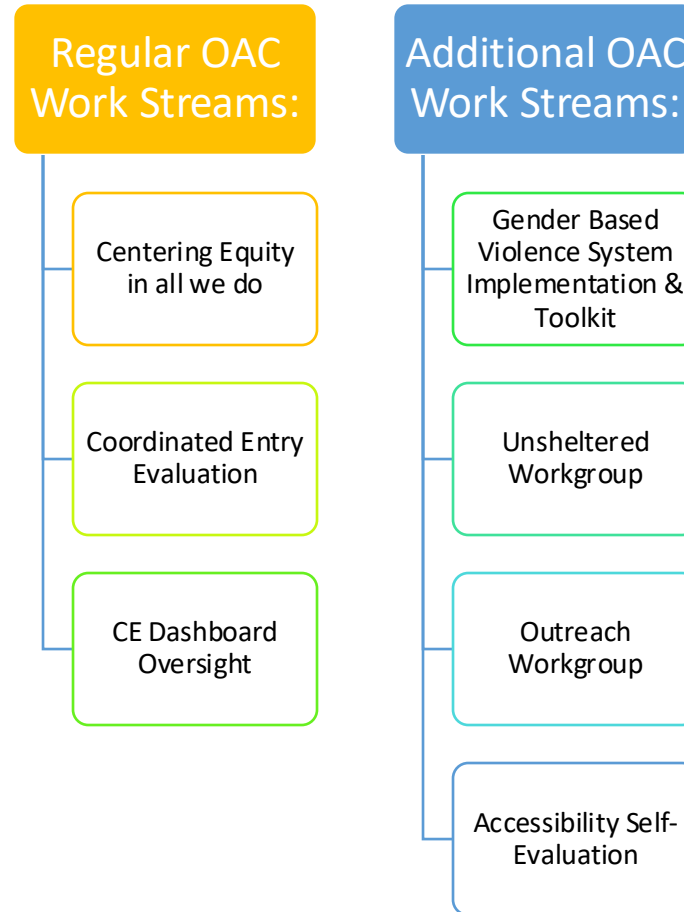 Regular OAC
Work Streams:
Centering Equity
in all we do
Coordinated Entry
Evaluation
CE Dashboard
Oversight
Additional OAC
Work Streams:
Gender Based
Violence System
Implementation &
Toolkit
Unsheltered
Workgroup
Outreach
Workgroup
Accessibility Self-
Evaluation